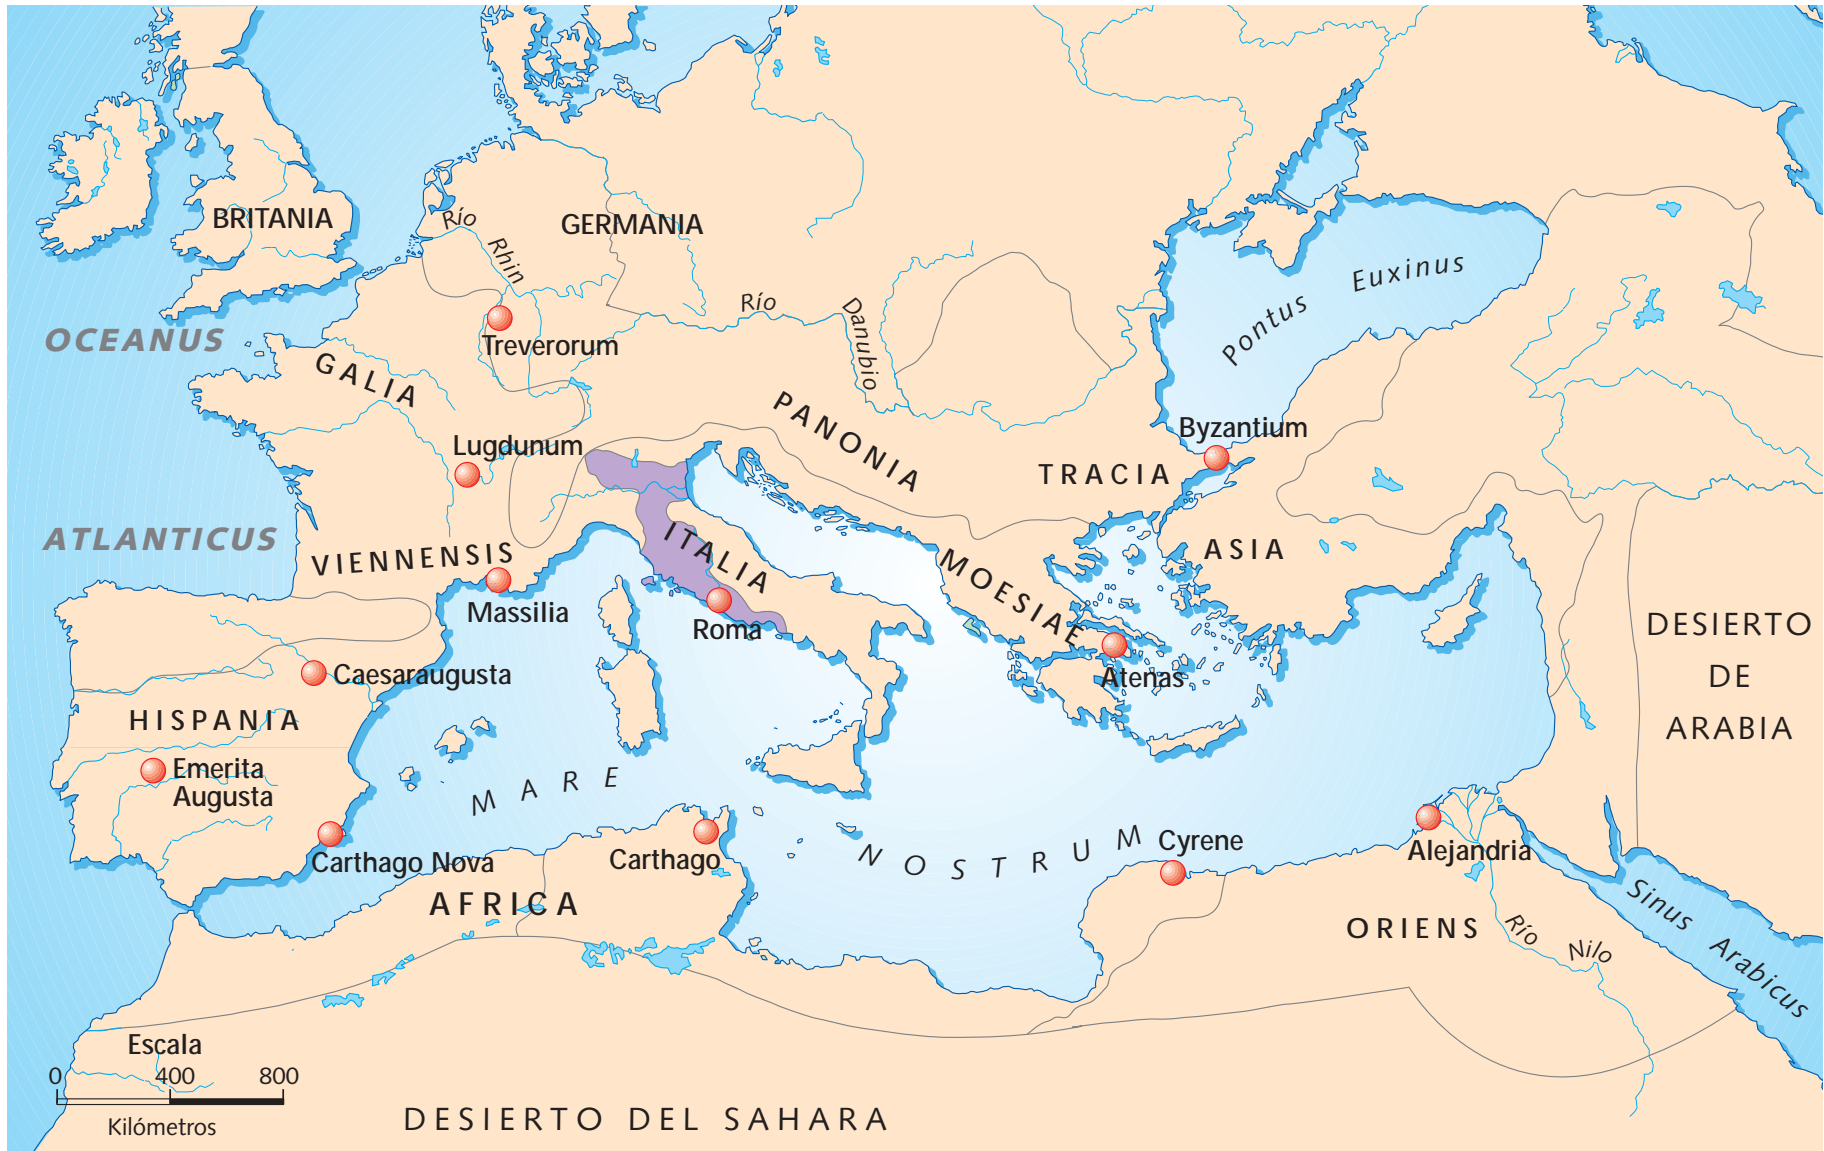 BRITANIA
Río
Rhin
GERMANIA
OCEANUS
Treverorum
GALIA
Río
Danubio
Pontus Euxinus
PANONIA
Lugdunum
Byzantium
TRACIA
ATLANTICUS
VIENNENSIS
ITALIA
MOESIAE
ASIA
Massilia
Roma
DESIERTO
DE
ARABIA
Caesaraugusta
Atenas
HISPANIA
Emerita
Augusta
MARE
NOSTRUM
Carthago Nova
Carthago
Cyrene
Alejandria
AFRICA
ORIENS
Río Nilo
Sinus Arabicus
Escala
0 400 800
Kilómetros
DESIERTO DEL SAHARA